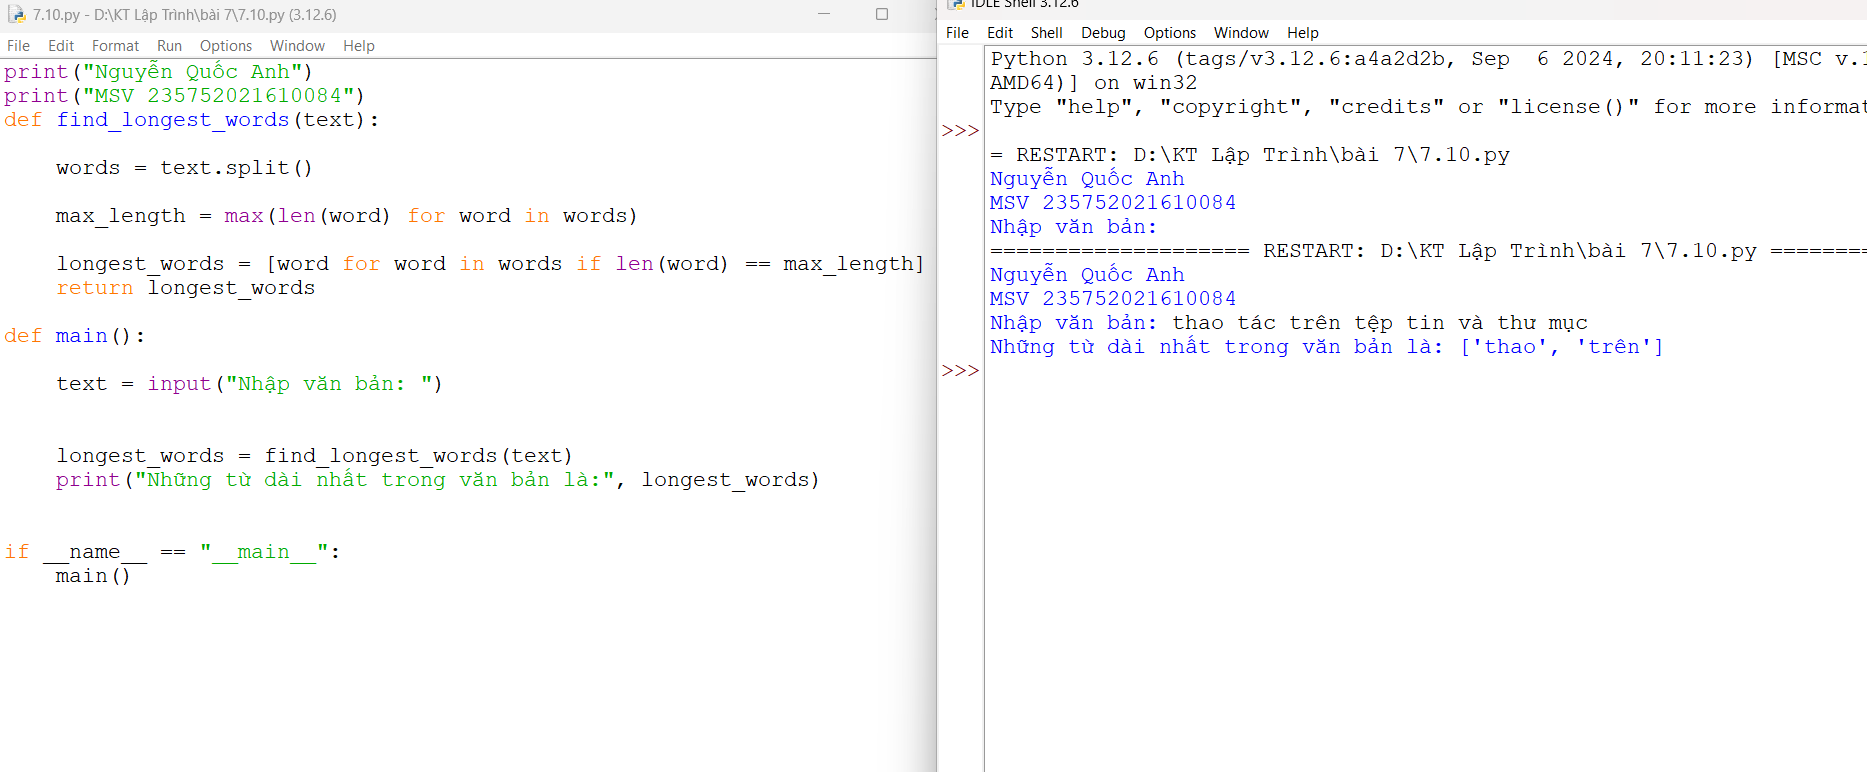 7.10.py - D:\KT Lập Trình\bài 7\7.10.py (3.12.6)
File Edit Format Run Options Window Help
print("Nguyễn Quốc Anh")
print("MSV 235752021610084")
def find_longest_words(text):
words = text.split()
max_length = max(len(word) for word in words)
longest_words = [word for word in words if len(word) == max_length]
return longest_words
def main():
text = input("Nhập văn bản: ")
longest_words = find_longest_words(text)
print("Những từ dài nhất trong văn bản là:", longest_words)
if __name__ == "__main__":
main()
IDLE Shell 3.12.6
File Edit Shell Debug Options Window Help
Python 3.12.6 (tags/v3.12.6:a4a2d2b, Sep  6 2024, 20:11:23) [MSC v.1
AMD64)] on win32
Type "help", "copyright", "credits" or "license()" for more informat
>>>
= RESTART: D:\KT Lập Trình\bài 7\7.10.py
Nguyễn Quốc Anh
MSV 235752021610084
Nhập văn bản:
==================== RESTART: D:\KT Lập Trình\bài 7\7.10.py ========
Nguyễn Quốc Anh
MSV 235752021610084
Nhập văn bản: thao tác trên tệp tin và thư mục
Những từ dài nhất trong văn bản là: ['thao', 'trên']
>>>